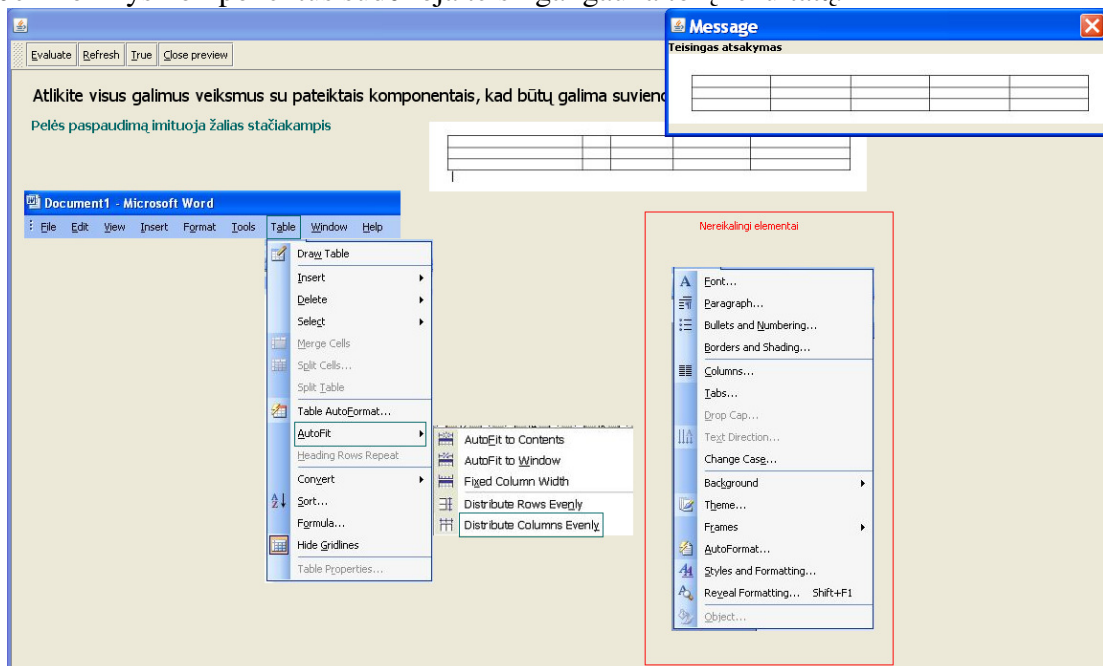 Message
Teisingas atsakymas
Evaluate Refresh True Close preview
Atlikite visus galimus veiksmus su pateiktais komponentais, kad būtų galima
Pelės paspaudimą imituoja žalias stačiakampis
Document1 - Microsoft Word
File Edit View Insert Format Tools Table Window Help
Draw Table
Insert
Delete
Select
Merge Cells
Split Cells...
Split Table
Table AutoFormat...
AutoFit
Heading Rows Repeat
Convert
Sort...
Formula...
Hide Gridlines
Table Properties...
AutoFit to Contents
AutoFit to Window
Fixed Column Width
Distribute Rows Evenly
Distribute Columns Evenly
Nereikalingi elementai
Font...
Paragraph...
Bullets and Numbering...
Borders and Shading...
Columns...
Tabs...
Drop Cap...
Text Direction...
Change Case...
Background
Theme...
Frames
AutoFormat...
Styles and Formatting...
Reveal Formatting... Shift+F1
Object...